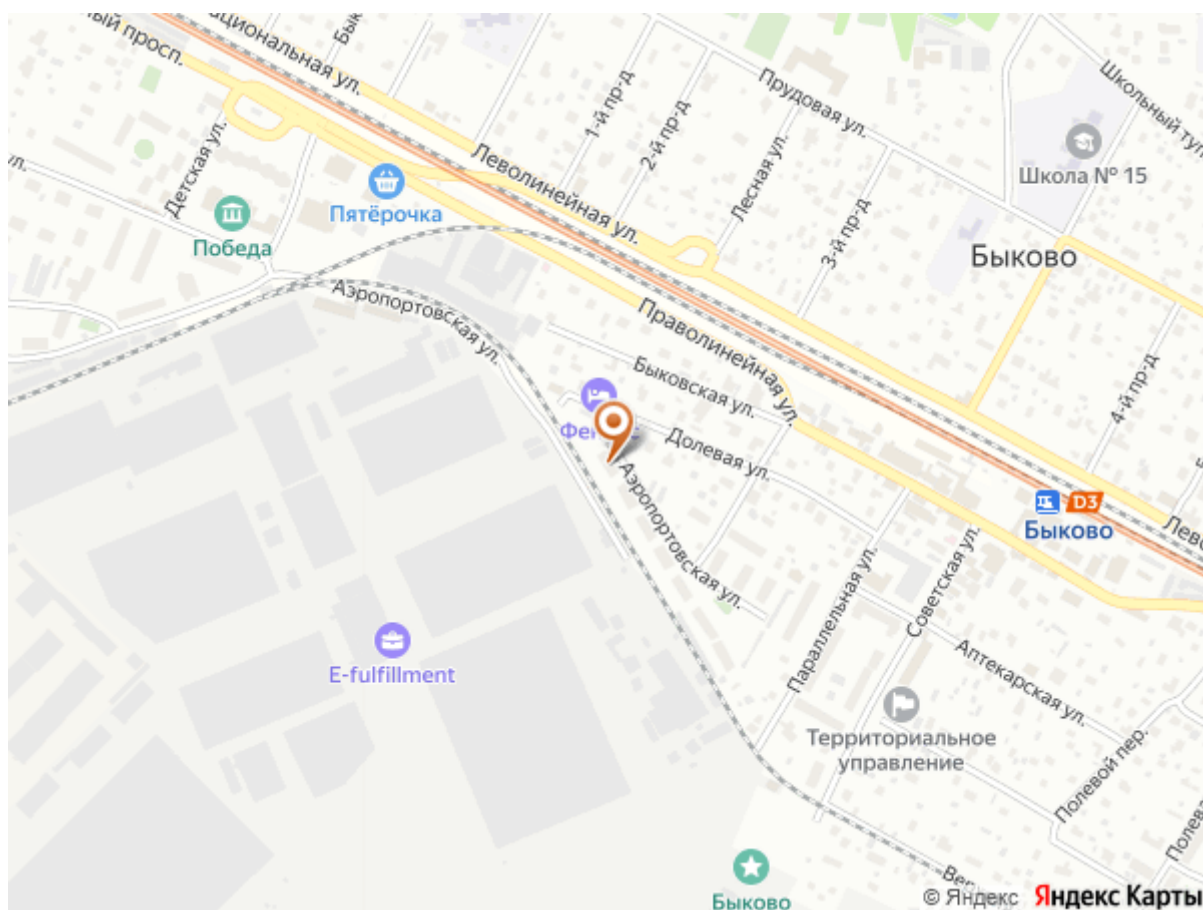 ациональная ул.
ный просп.
1-й пр-д
2-й пр-д
Прудовая ул.
Школьный туп.
Школа № 15
Детская ул.
Пятёрочка
Леволинейная ул.
Лесная ул.
3-й пр-д
Победа
Быково
Аэропортовская ул.
Праволинейная ул.
Быковская ул.
4-й пр-д
Долевая ул.
Аэропортовская ул.
D3
Быково
Параллельная ул.
Советская ул.
E-fulfillment
Аптекарская ул.
Территориальное
управление
Полевой пер.
Быково
© Яндекс Яндекс Карты